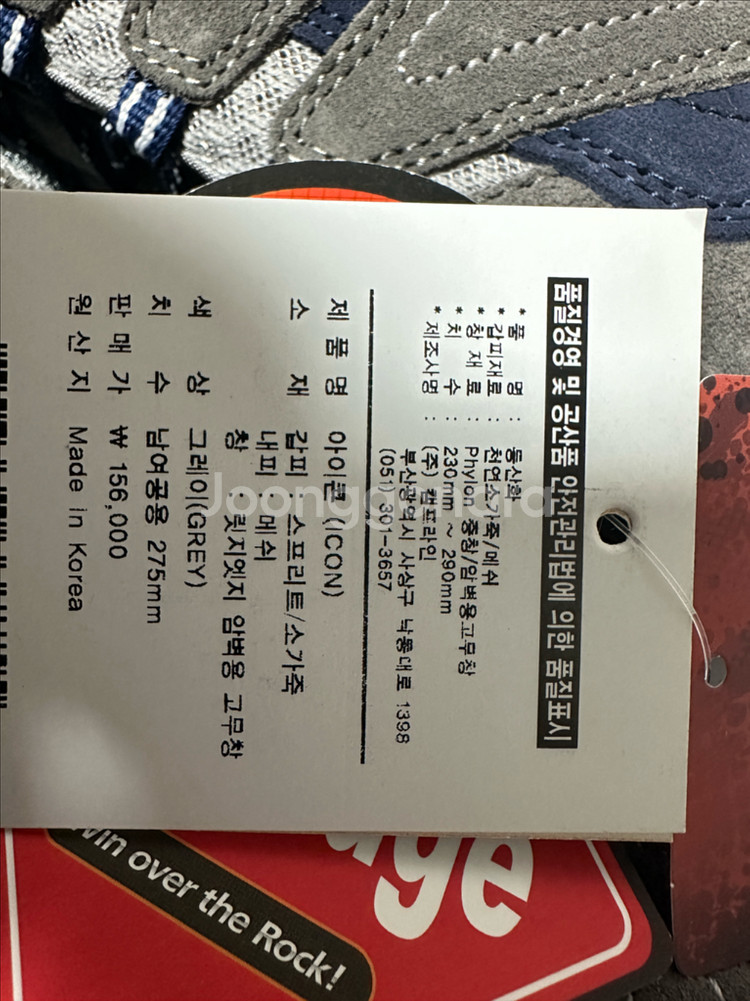 품질경영 및 공산품 안전관리법에 의한 품질표시
* 품 명 : 등산화
* 갑피재료 : 천연소가죽/메쉬
* 창 재 료 : Phylon 중창/암벽용고무창
* 치 수 : 230mm ~ 290mm
* 제조사명 : (주) 캠프라인
부산광역시 사상구 낙동대로 1398
(051) 301-3657
제 품 명 아이콘 (ICON)
소 재 갑피 : 스프리트/소가죽
내피 : 메쉬
창 : 릿지엣지 암벽용 고무창
색 상 그레이(GREY)
치 수 남여공용 275mm
판 매 가 ₩ 156,000
원 산 지 Made in Korea
Joonggonara
over the Rock!